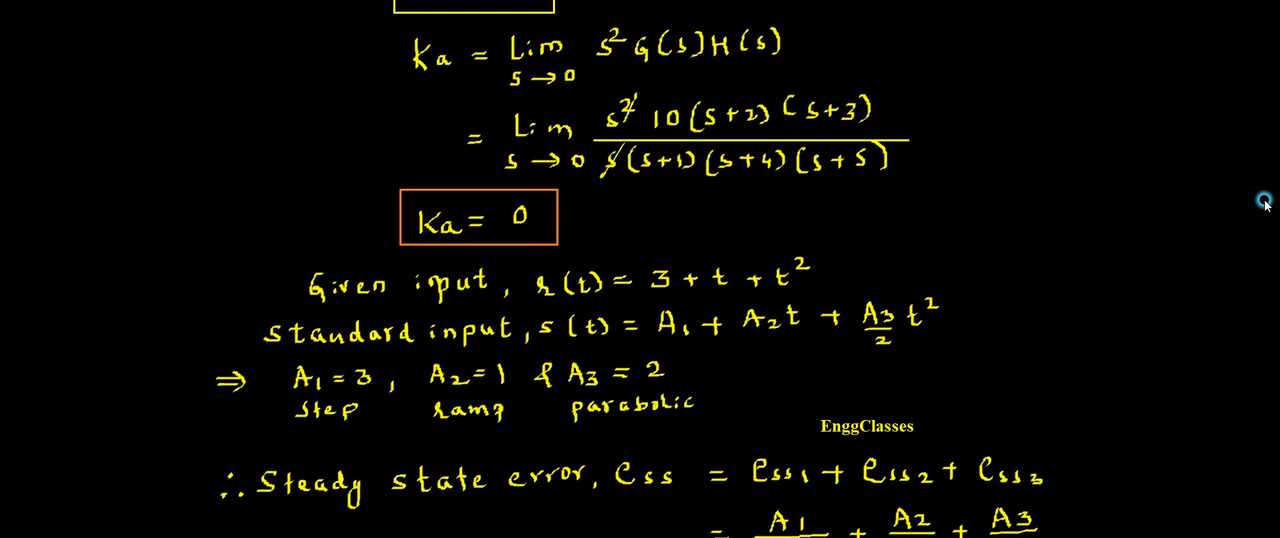 Ka = Lim s² G(s)H(s)
s→0
= Lim s² 10(s+2)(s+3)
s→0 s(s+1)(s+4)(s+5)
Ka = 0
Given input, r(t) = 3 + t + t²
standard input, s(t) = A₁ + A₂t + A₃/2 t²
⇒ A₁ = 3, A₂ = 1 & A₃ = 2
step ramp parabolic
EnggClasses
∴ Steady state error, ess = ess₁ + ess₂ + ess₃
= A₁ + A₂ + A₃